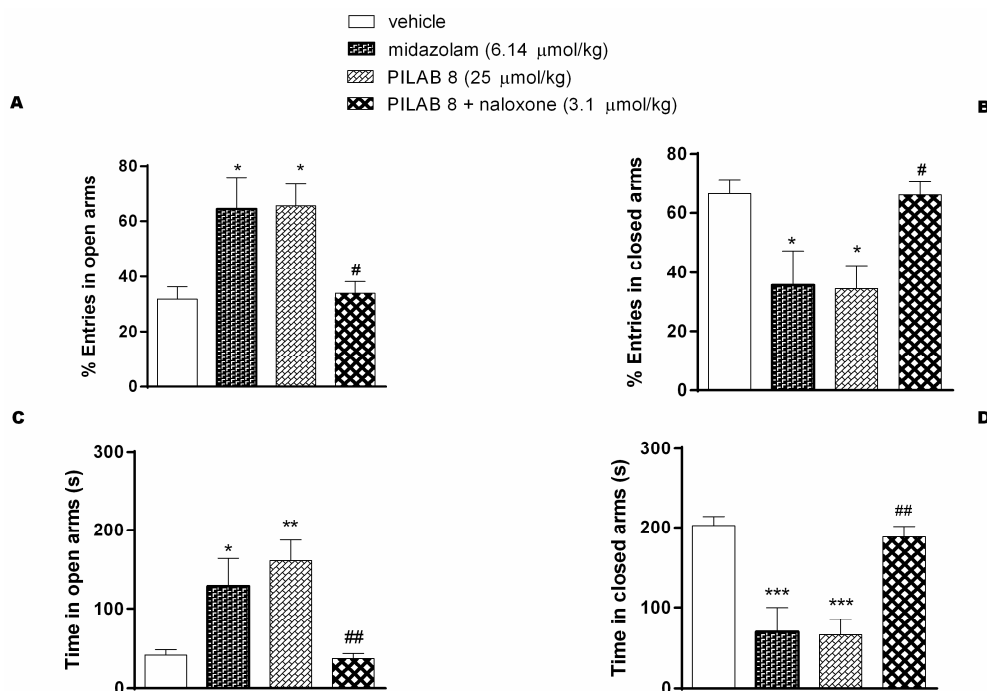 vehicle
midazolam (6.14 μmol/kg)
PILAB 8 (25 μmol/kg)
PILAB 8 + naloxone (3.1 μmol/kg)
A
B
% Entries in open arms
80
60
40
20
0
*
*
#
% Entries in closed arms
80
60
40
20
0
*
*
#
C
D
Time in open arms (s)
300
200
100
0
*
**
##
Time in closed arms (s)
300
200
100
0
***
***
##